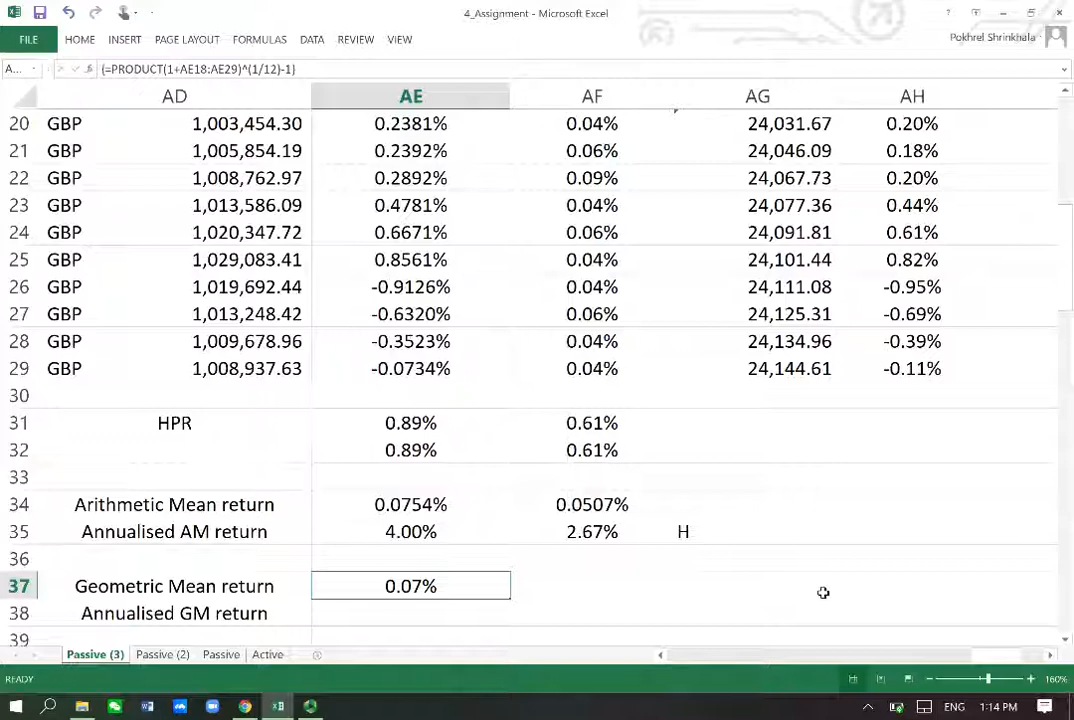 4_Assignment - Microsoft Excel
?
FILE HOME INSERT PAGE LAYOUT FORMULAS DATA REVIEW VIEW
Pokhrel Shrinkhala
A... {=PRODUCT(1+AE18:AE29)^(1/12)-1}
AD AE AF AG AH
20 GBP 1,003,454.30 0.2381% 0.04% 24,031.67 0.20%
21 GBP 1,005,854.19 0.2392% 0.06% 24,046.09 0.18%
22 GBP 1,008,762.97 0.2892% 0.09% 24,067.73 0.20%
23 GBP 1,013,586.09 0.4781% 0.04% 24,077.36 0.44%
24 GBP 1,020,347.72 0.6671% 0.06% 24,091.81 0.61%
25 GBP 1,029,083.41 0.8561% 0.04% 24,101.44 0.82%
26 GBP 1,019,692.44 -0.9126% 0.04% 24,111.08 -0.95%
27 GBP 1,013,248.42 -0.6320% 0.06% 24,125.31 -0.69%
28 GBP 1,009,678.96 -0.3523% 0.04% 24,134.96 -0.39%
29 GBP 1,008,937.63 -0.0734% 0.04% 24,144.61 -0.11%
30
31 HPR 0.89% 0.61%
32 0.89% 0.61%
33
34 Arithmetic Mean return 0.0754% 0.0507%
35 Annualised AM return 4.00% 2.67% H
36
37 Geometric Mean return 0.07%
38 Annualised GM return
39
Passive (3) Passive (2) Passive Active
READY 160%
ENG 1:14 PM